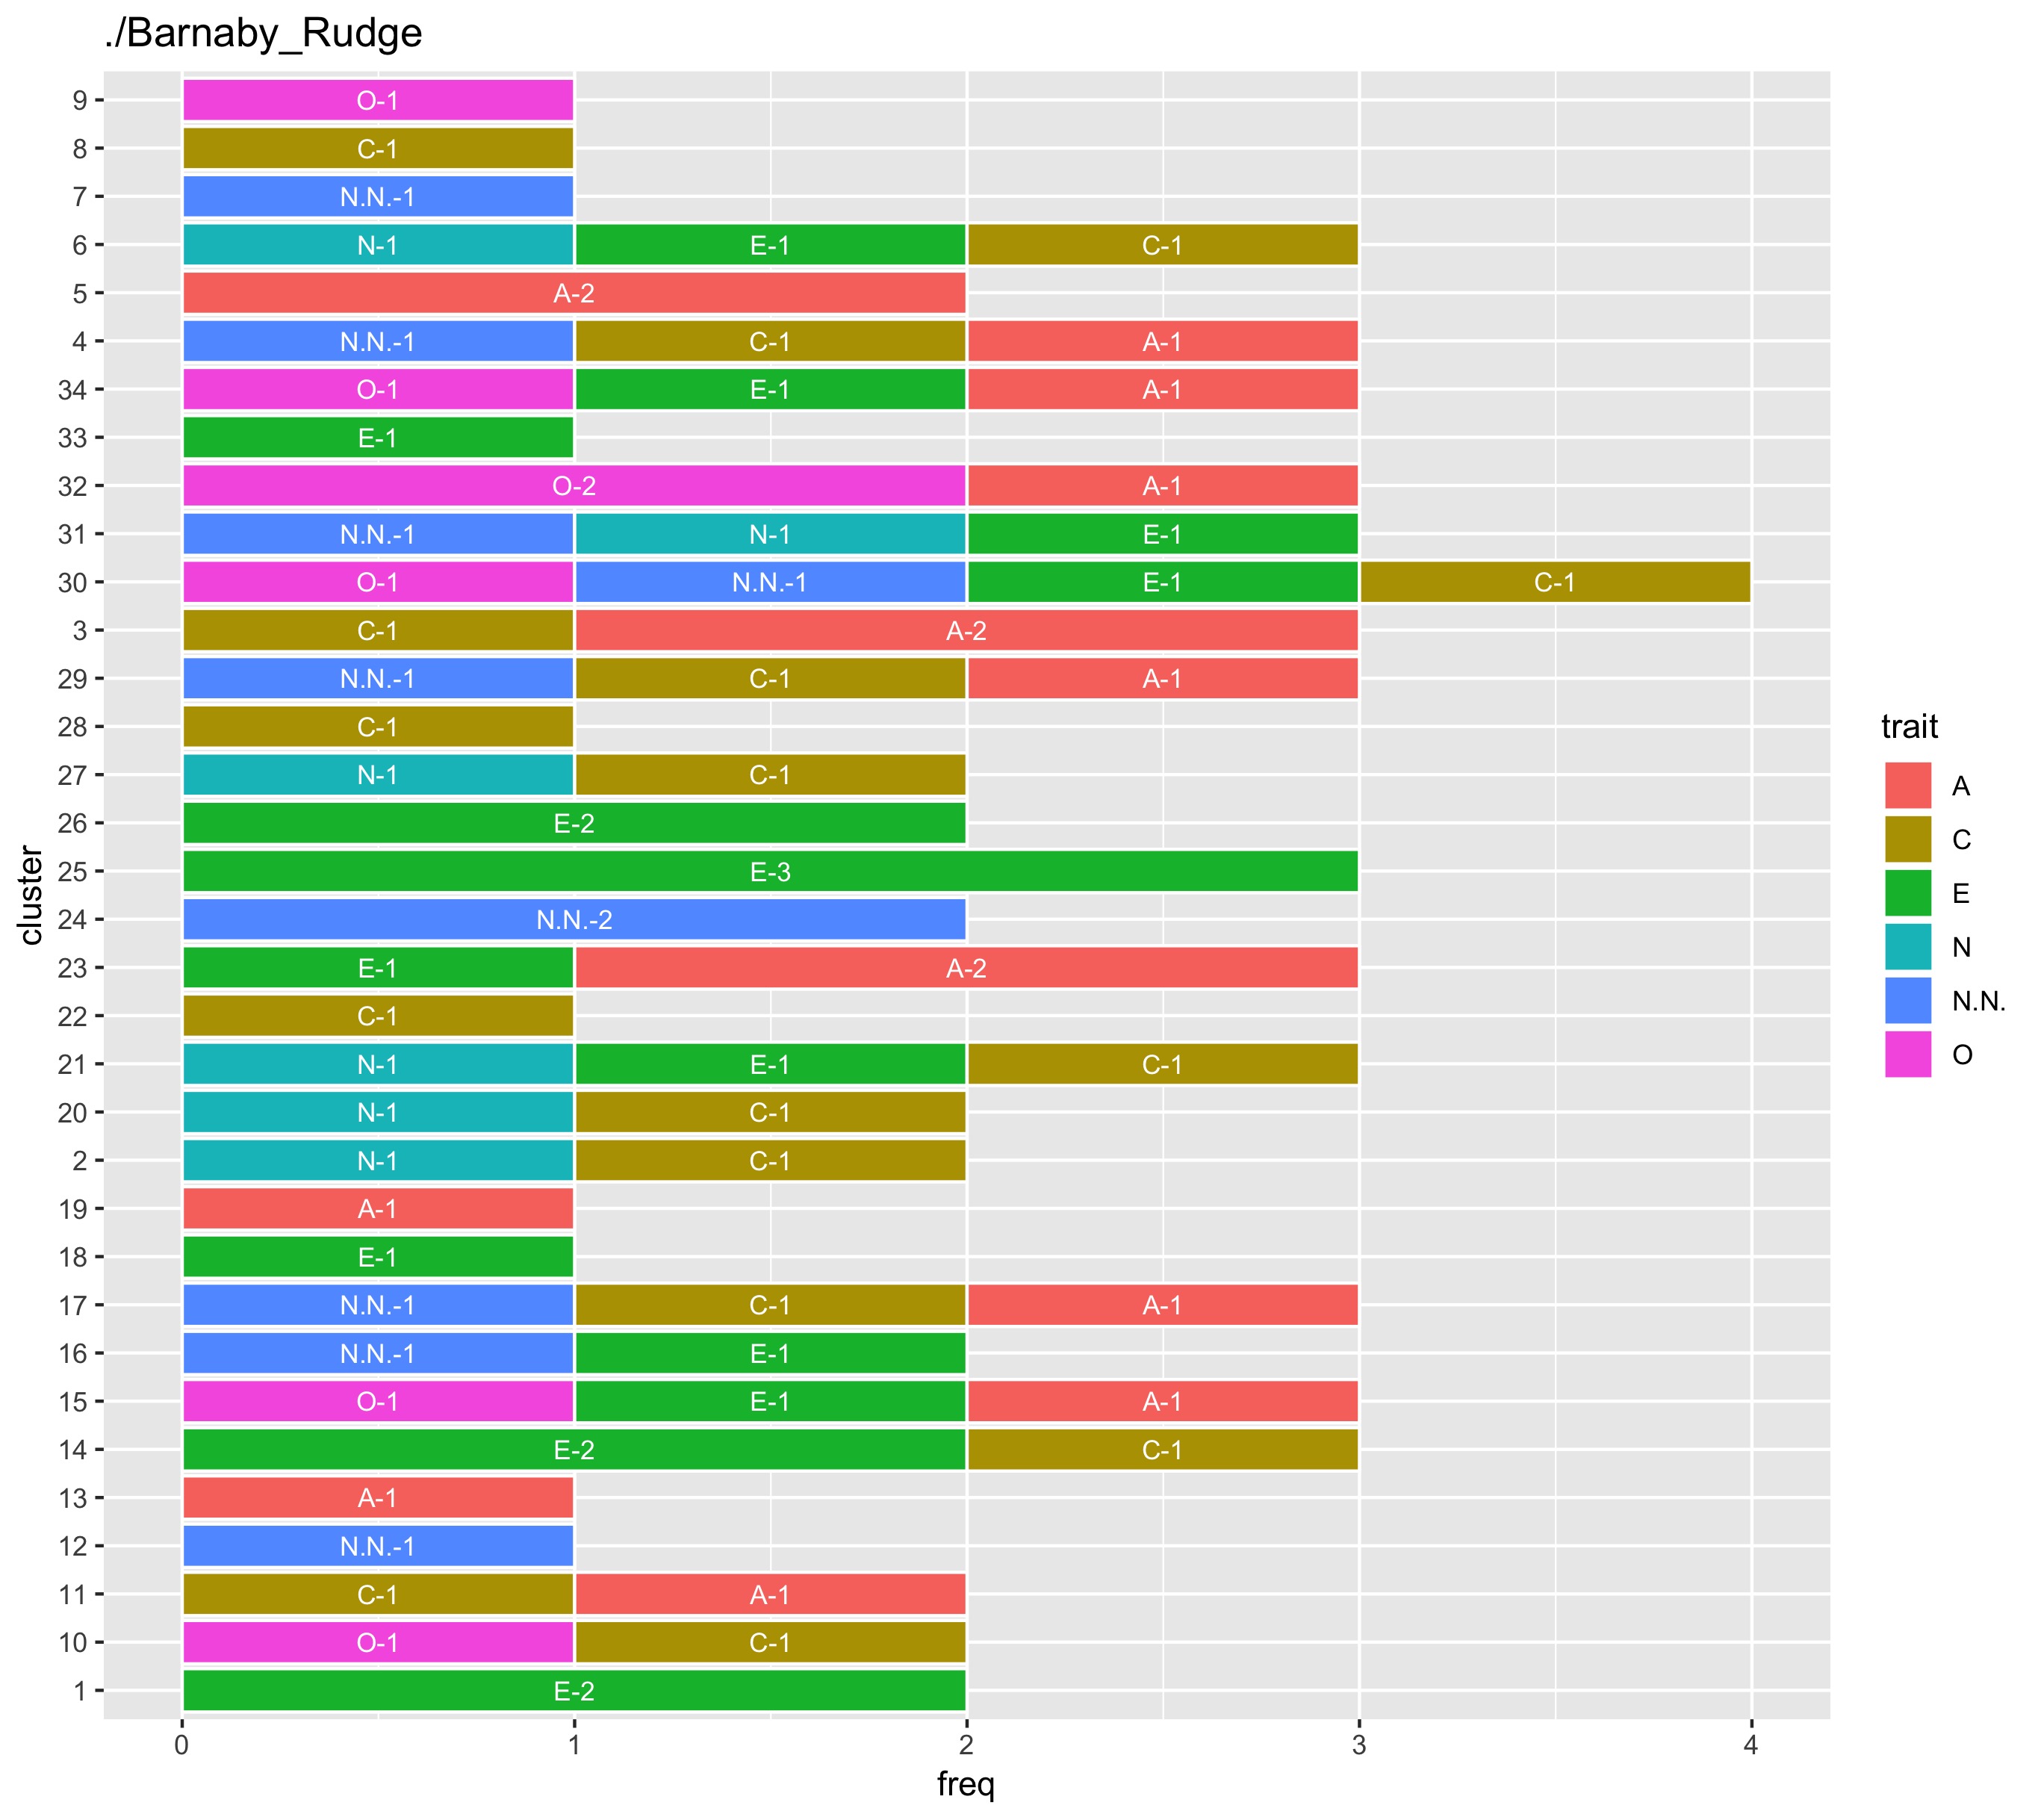 ./Barnaby_Rudge
cluster
9 O-1
8 C-1
7 N.N.-1
6 N-1 E-1 C-1
5 A-2
4 N.N.-1 C-1 A-1
34 O-1 E-1 A-1
33 E-1
32 O-2 A-1
31 N.N.-1 N-1 E-1
30 O-1 N.N.-1 E-1 C-1
3 C-1 A-2
29 N.N.-1 C-1 A-1
28 C-1
27 N-1 C-1
26 E-2
25 E-3
24 N.N.-2
23 E-1 A-2
22 C-1
21 N-1 E-1 C-1
20 N-1 C-1
2 N-1 C-1
19 A-1
18 E-1
17 N.N.-1 C-1 A-1
16 N.N.-1 E-1
15 O-1 E-1 A-1
14 E-2 C-1
13 A-1
12 N.N.-1
11 C-1 A-1
10 O-1 C-1
1 E-2
0 1 2 3 4
freq
trait
A
C
E
N
N.N.
O